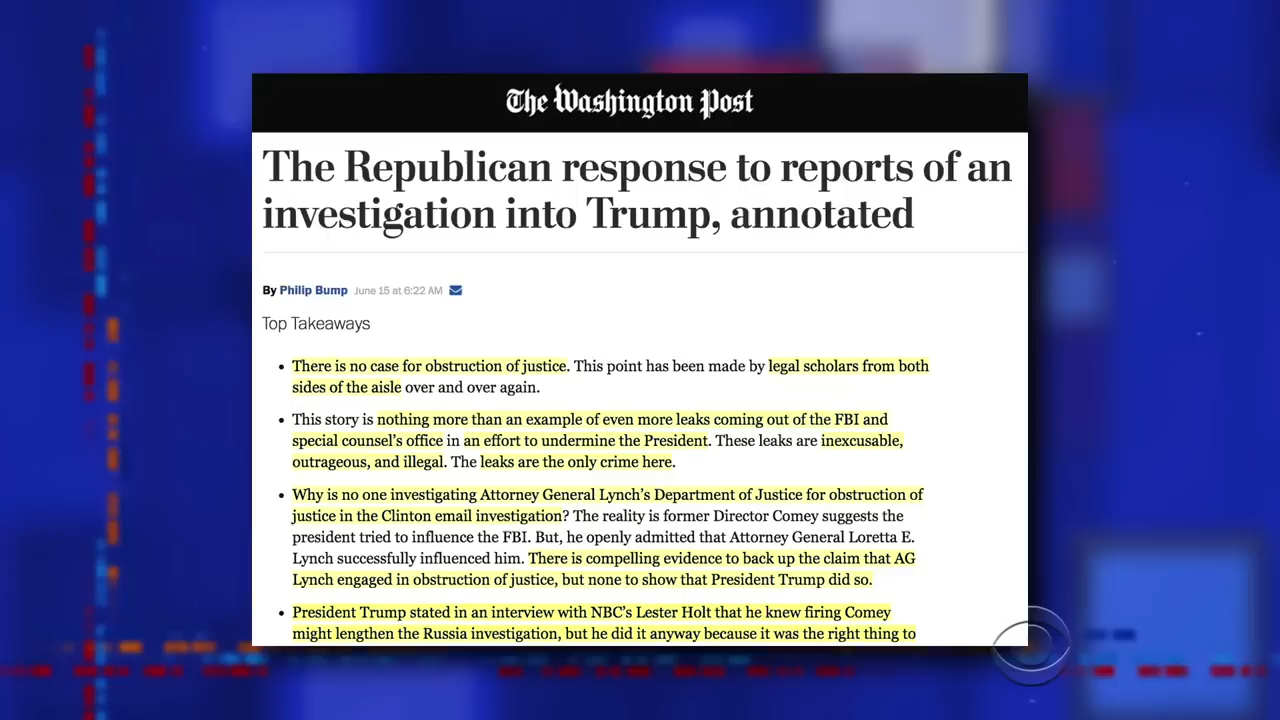 The Washington Post
The Republican response to reports of an
investigation into Trump, annotated
By Philip Bump June 15 at 6:22 AM
Top Takeaways
• There is no case for obstruction of justice. This point has been made by legal scholars from both
sides of the aisle over and over again.
• This story is nothing more than an example of even more leaks coming out of the FBI and
special counsel's office in an effort to undermine the President. These leaks are inexcusable,
outrageous, and illegal. The leaks are the only crime here.
• Why is no one investigating Attorney General Lynch's Department of Justice for obstruction of
justice in the Clinton email investigation? The reality is former Director Comey suggests the
president tried to influence the FBI. But, he openly admitted that Attorney General Loretta E.
Lynch successfully influenced him. There is compelling evidence to back up the claim that AG
Lynch engaged in obstruction of justice, but none to show that President Trump did so.
• President Trump stated in an interview with NBC's Lester Holt that he knew firing Comey
might lengthen the Russia investigation, but he did it anyway because it was the right thing to